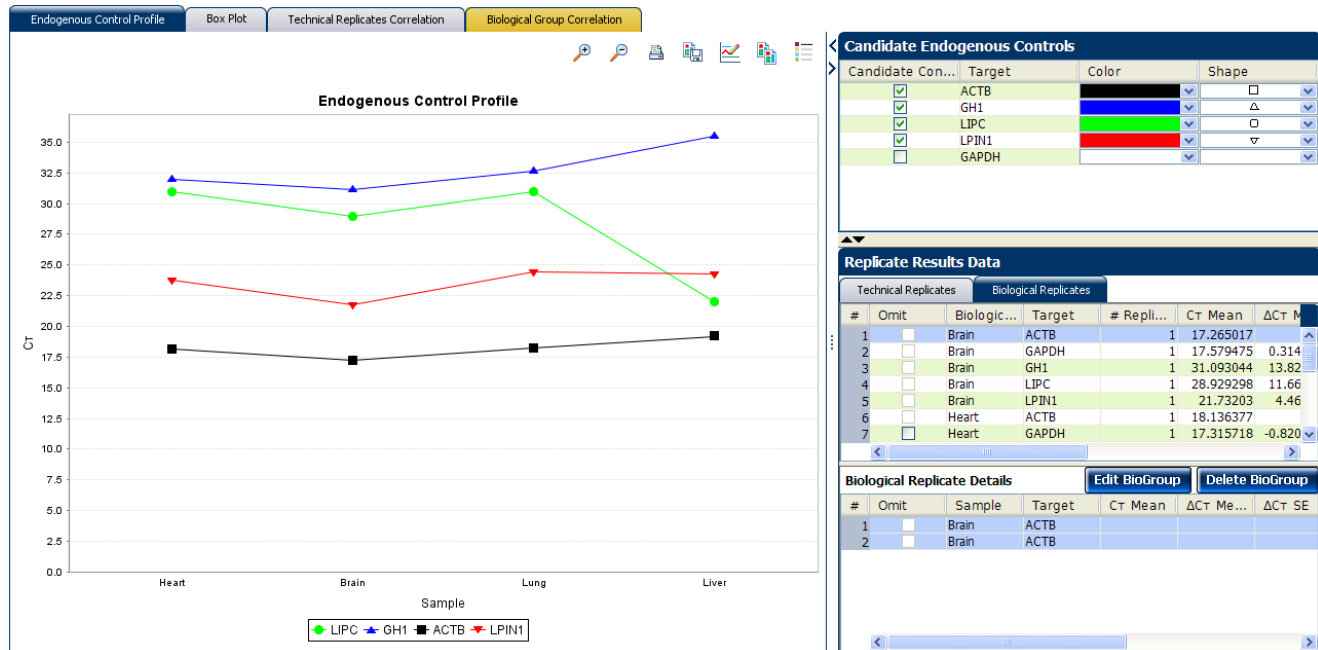 Endogenous Control Profile
Box Plot
Technical Replicates Correlation
Biological Group Correlation
Endogenous Control Profile
35.0
32.5
30.0
27.5
25.0
22.5
20.0
17.5
15.0
12.5
10.0
7.5
5.0
2.5
0.0
Cт
Heart Brain Lung Liver
Sample
LIPC GH1 ACTB LPIN1
Candidate Endogenous Controls
Candidate Con... Target Color Shape
ACTB
GH1
LIPC
LPIN1
GAPDH
Replicate Results Data
Technical Replicates Biological Replicates
# Omit Biologic... Target # Repli... Cт Mean ΔCт M
1 Brain ACTB 1 17.265017
2 Brain GAPDH 1 17.579475 0.314
3 Brain GH1 1 31.093044 13.82
4 Brain LIPC 1 28.929298 11.66
5 Brain LPIN1 1 21.73203 4.46
6 Heart ACTB 1 18.136377
7 Heart GAPDH 1 17.315718 -0.820
Biological Replicate Details Edit BioGroup Delete BioGroup
# Omit Sample Target Cт Mean ΔCт Me... ΔCт SE
1 Brain ACTB
2 Brain ACTB